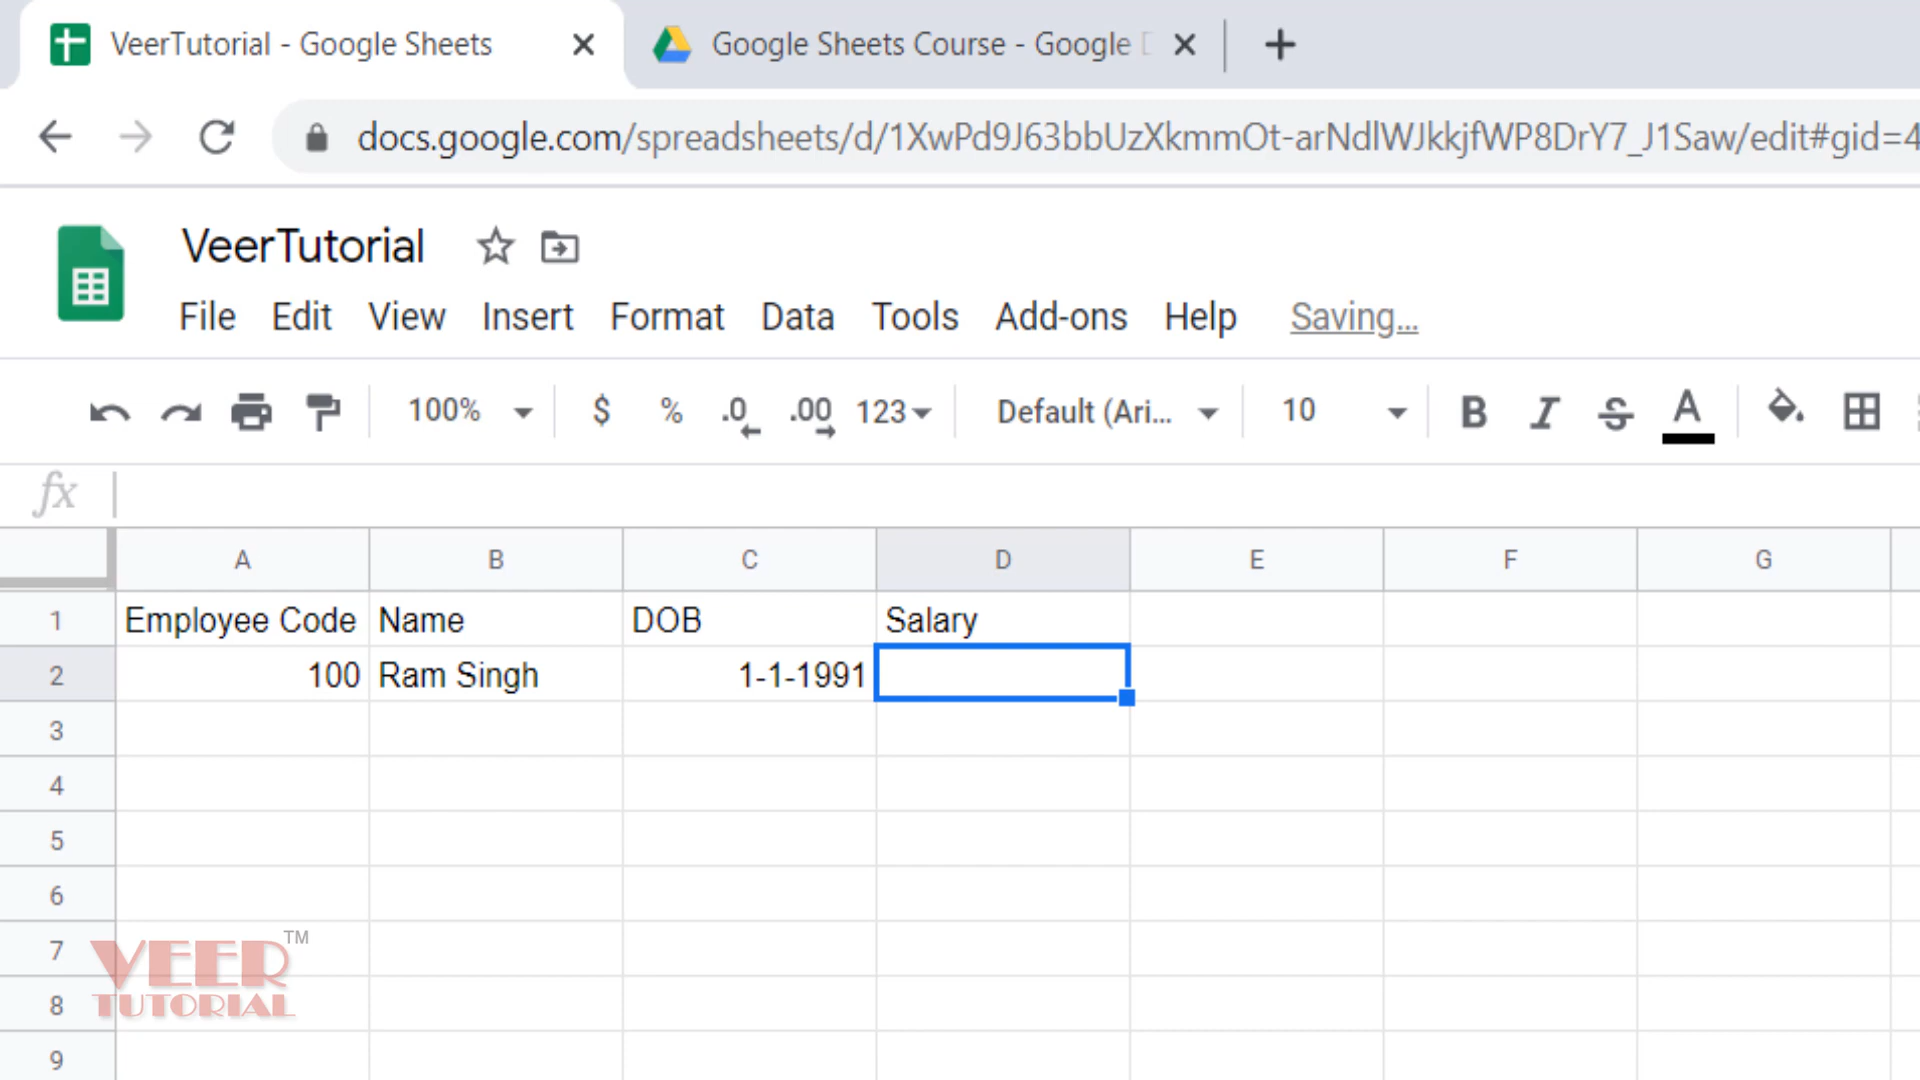 VeerTutorial - Google Sheets
Google Sheets Course - Google
docs.google.com/spreadsheets/d/1XwPd9J63bbUzXkmmOt-arNdlWJkkjfWP8DrY7_J1Saw/edit#gid=4
VeerTutorial
File Edit View Insert Format Data Tools Add-ons Help Saving...
100% $ % .0 .00 123 Default (Ari... 10 B I S A
fx
A B C D E F G
1 Employee Code Name DOB Salary
2 100 Ram Singh 1-1-1991
3
4
5
6
7
8
9
VEER TM
TUTORIAL